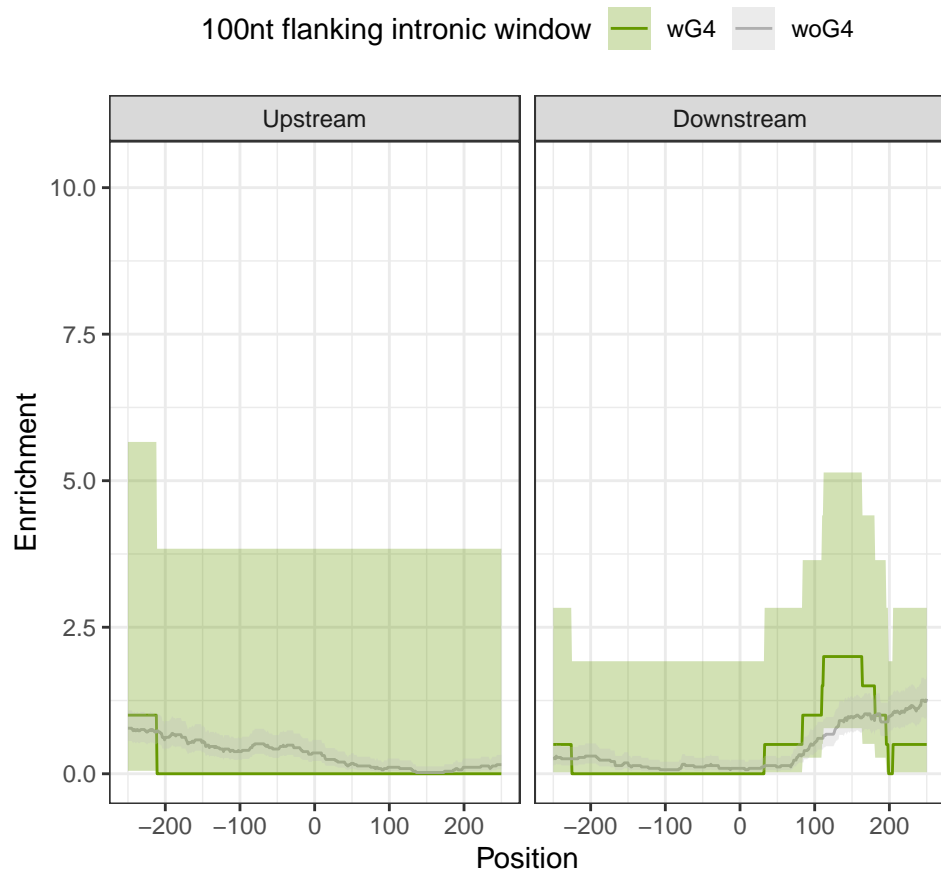 100nt flanking intronic window wG4 woG4
Upstream Downstream
10.0
7.5
5.0
2.5
0.0
Enrrichment
−200 −100 0 100 200 −200 −100 0 100 200
Position